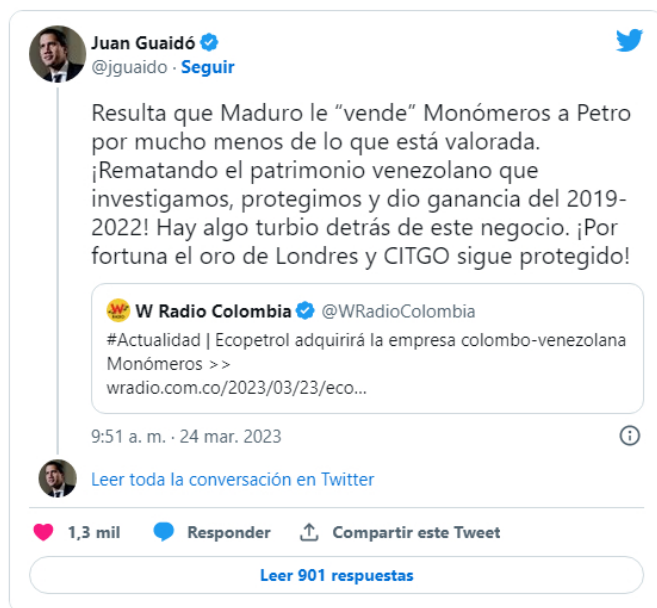 Juan Guaidó
@jguaido · Seguir
Resulta que Maduro le “vende“ Monómeros a Petro
por mucho menos de lo que está valorada.
¡Rematando el patrimonio venezolano que
investigamos, protegimos y dio ganancia del 2019-
2022! Hay algo turbio detrás de este negocio. ¡Por
fortuna el oro de Londres y CITGO sigue protegido!
W Radio Colombia @WRadioColombia
#Actualidad | Ecopetrol adquirirá la empresa colombo-venezolana
Monómeros >>
wradio.com.co/2023/03/23/eco...
9:51 a. m. · 24 mar. 2023
Leer toda la conversación en Twitter
1,3 mil Responder Compartir este Tweet
Leer 901 respuestas